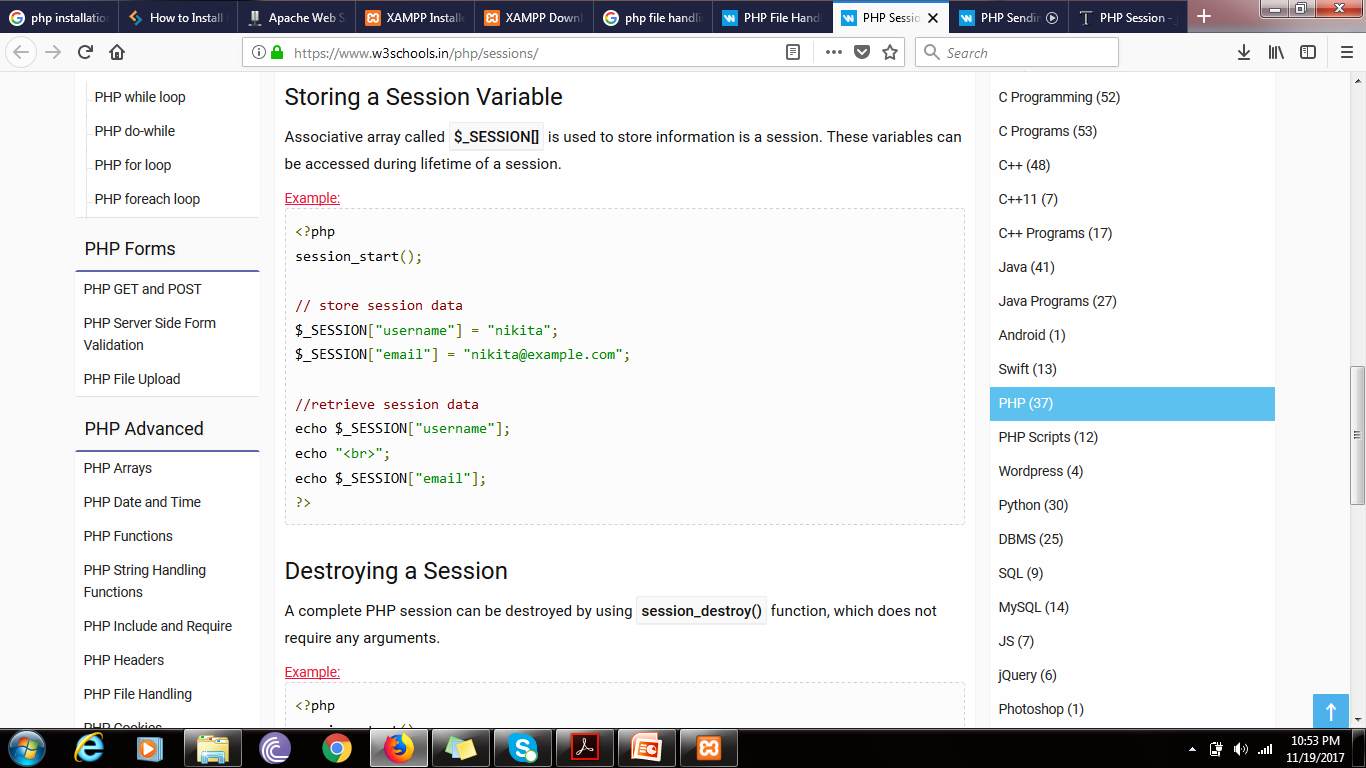 php installation
How to Install
Apache Web S
XAMPP Installe
XAMPP Down
php file handli
PHP File Handl
PHP Sessio
PHP Sendin
PHP Session -
https://www.w3schools.in/php/sessions/
Search
PHP while loop
PHP do-while
PHP for loop
PHP foreach loop
PHP Forms
PHP GET and POST
PHP Server Side Form
Validation
PHP File Upload
PHP Advanced
PHP Arrays
PHP Date and Time
PHP Functions
PHP String Handling
Functions
PHP Include and Require
PHP Headers
PHP File Handling
PHP Cookies
Storing a Session Variable
Associative array called $_SESSION[] is used to store information is a session. These variables can
be accessed during lifetime of a session.
Example:
<?php
session_start();
// store session data
$_SESSION["username"] = "nikita";
$_SESSION["email"] = "nikita@example.com";
//retrieve session data
echo $_SESSION["username"];
echo "<br>";
echo $_SESSION["email"];
?>
Destroying a Session
A complete PHP session can be destroyed by using session_destroy() function, which does not
require any arguments.
Example:
<?php
C Programming (52)
C Programs (53)
C++ (48)
C++11 (7)
C++ Programs (17)
Java (41)
Java Programs (27)
Android (1)
Swift (13)
PHP (37)
PHP Scripts (12)
Wordpress (4)
Python (30)
DBMS (25)
SQL (9)
MySQL (14)
JS (7)
jQuery (6)
Photoshop (1)
10:53 PM
11/19/2017